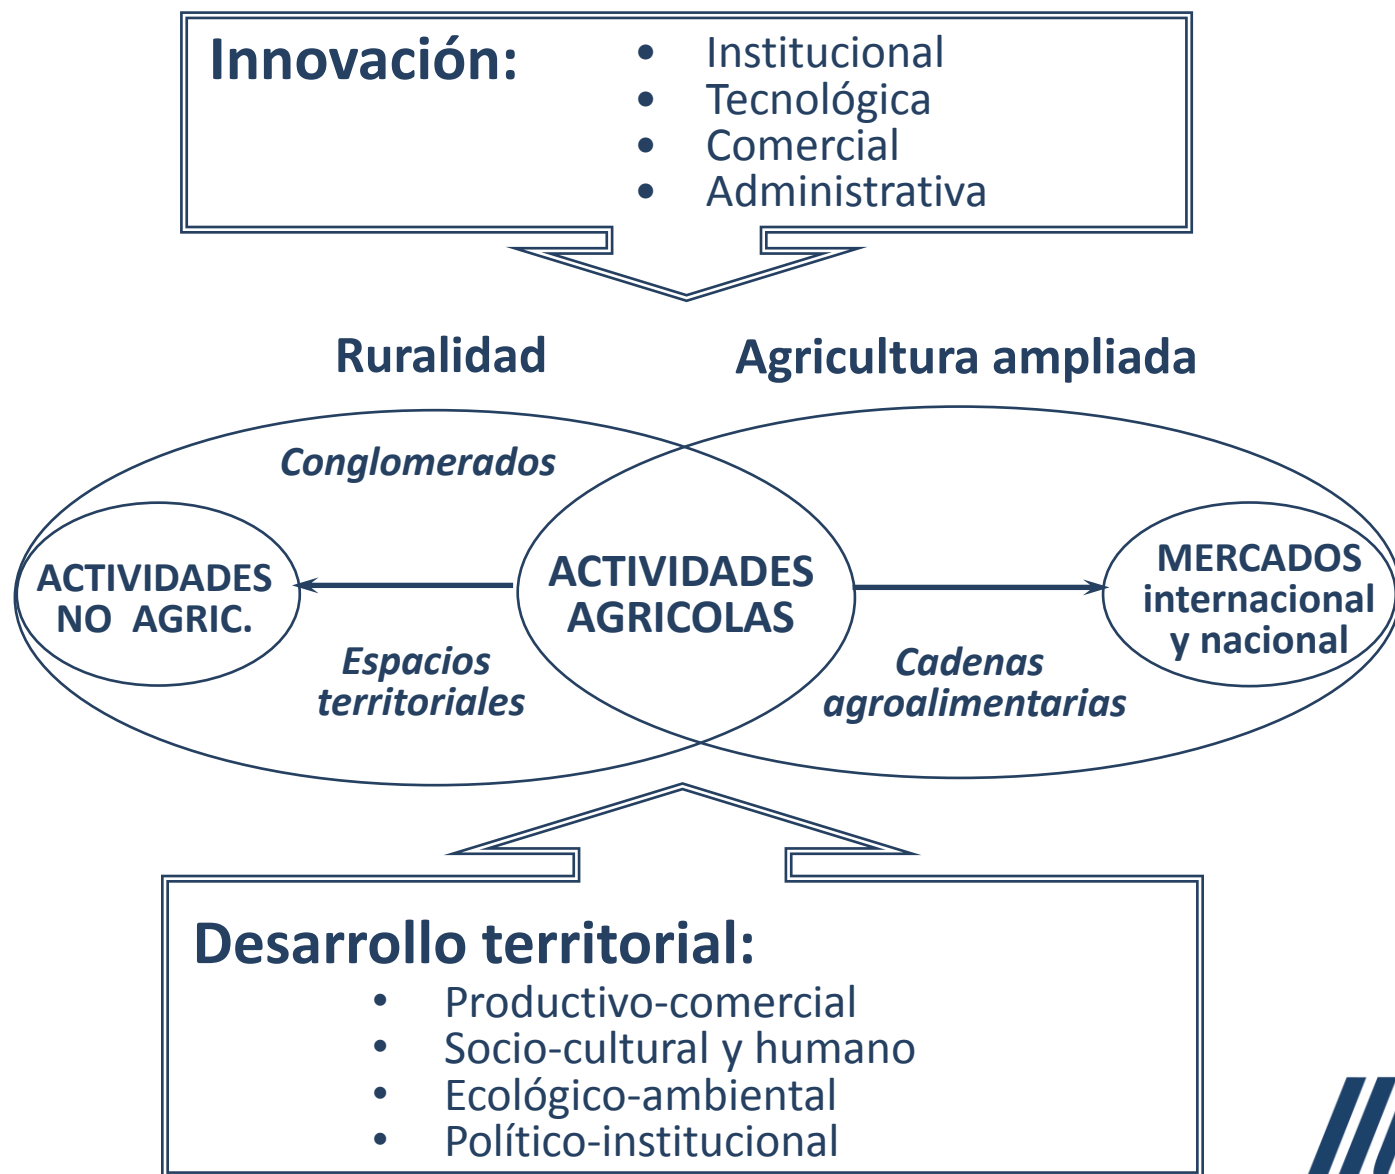 Innovación:
• Institucional
• Tecnológica
• Comercial
• Administrativa
Ruralidad
Agricultura ampliada
Conglomerados
ACTIVIDADES
NO AGRIC.
ACTIVIDADES
AGRICOLAS
MERCADOS
internacional
y nacional
Espacios
territoriales
Cadenas
agroalimentarias
Desarrollo territorial:
• Productivo-comercial
• Socio-cultural y humano
• Ecológico-ambiental
• Político-institucional